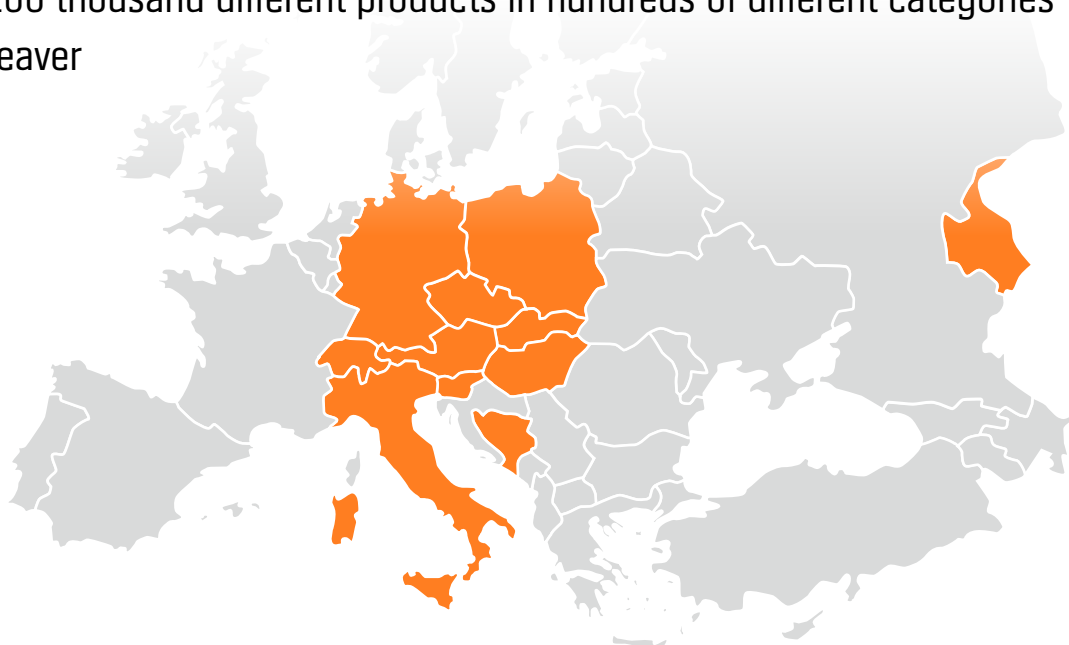 thousand different products in hundreds of different categories
eaver